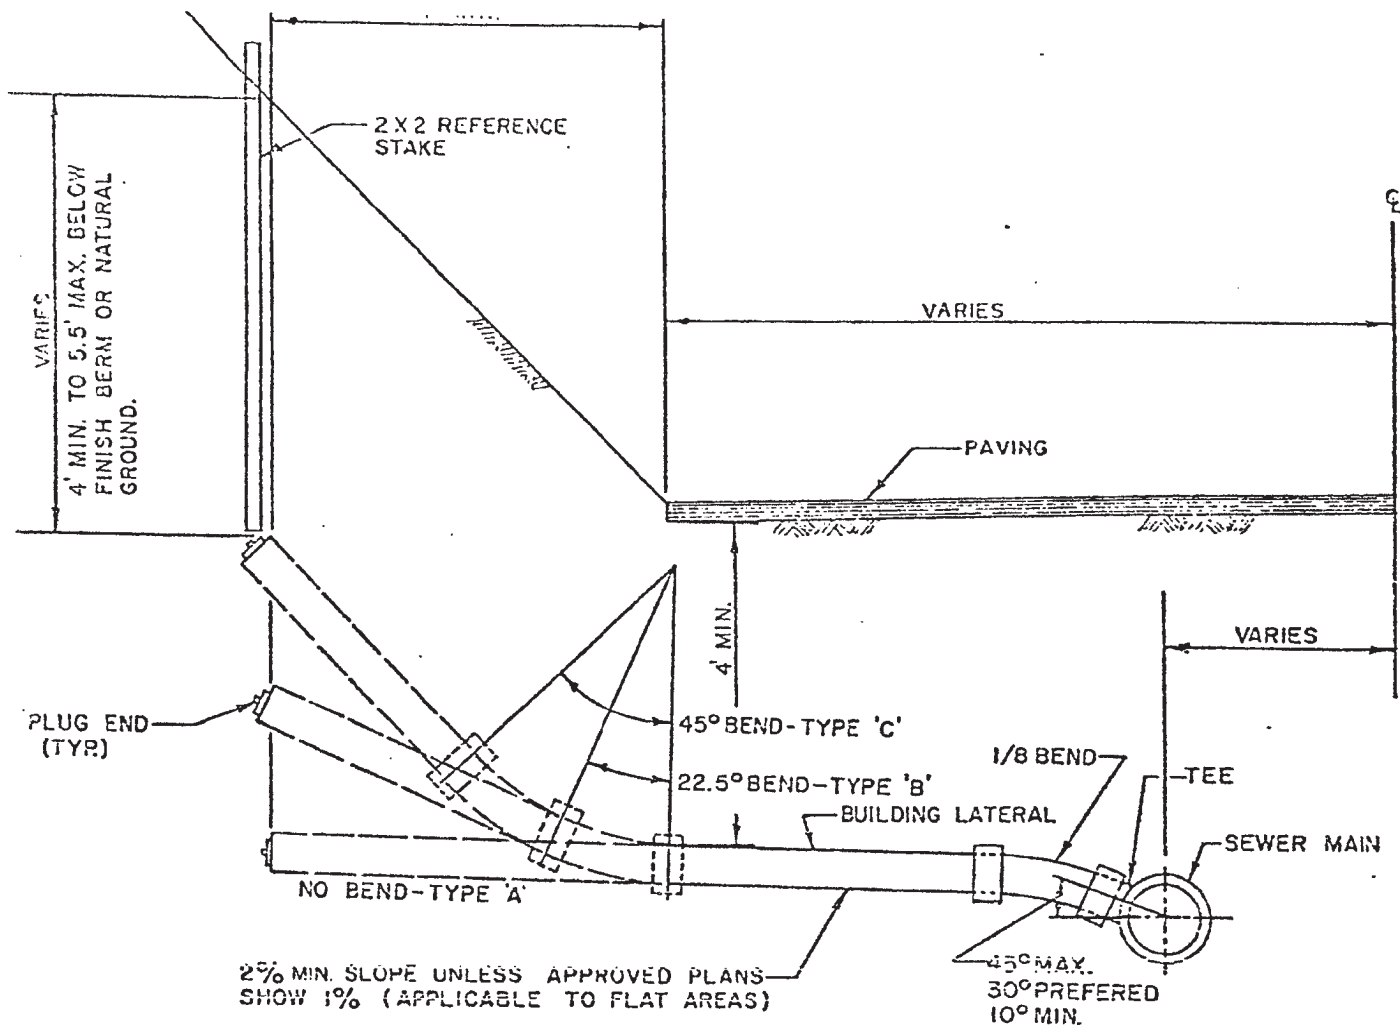 2 X 2 REFERENCE
STAKE
VARIES
4' MIN. TO 5.5' MAX. BELOW
FINISH BERM OR NATURAL
GROUND.
℄
VARIES
PAVING
4' MIN.
VARIES
PLUG END
(TYP.)
45° BEND-TYPE 'C'
22.5° BEND-TYPE 'B'
1/8 BEND
TEE
BUILDING LATERAL
SEWER MAIN
NO BEND-TYPE 'A'
2% MIN. SLOPE UNLESS APPROVED PLANS
SHOW 1% (APPLICABLE TO FLAT AREAS)
45° MAX.
30° PREFERED
10° MIN.